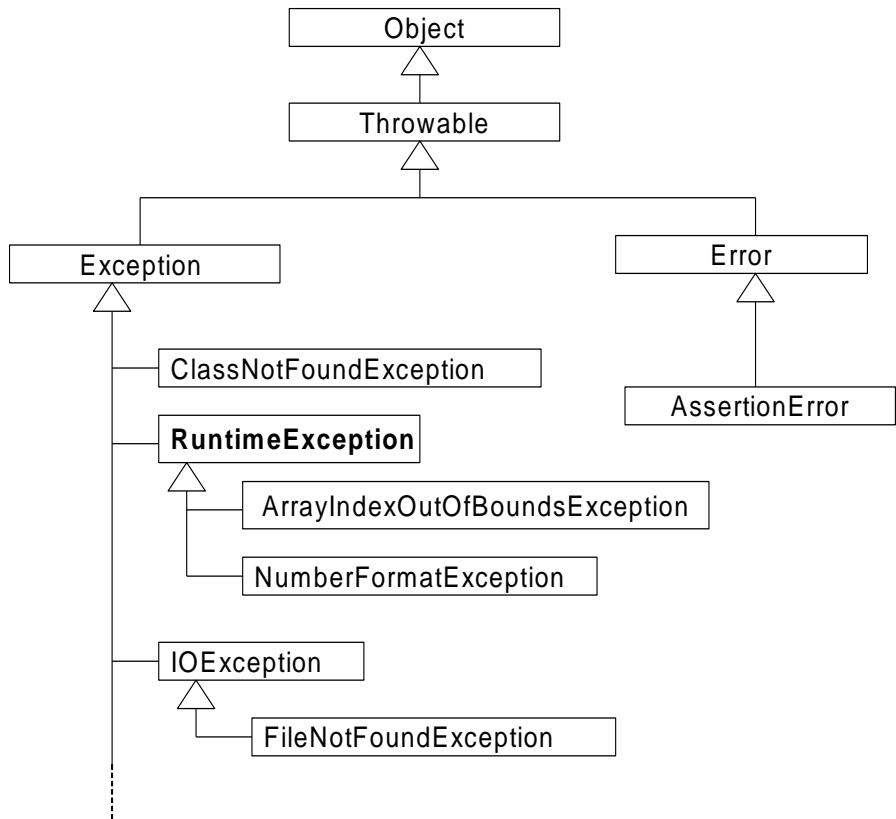 Object
Throwable
Exception
Error
ClassNotFoundException
AssertionError
RuntimeException
ArrayIndexOutOfBoundsException
NumberFormatException
IOException
FileNotFoundException